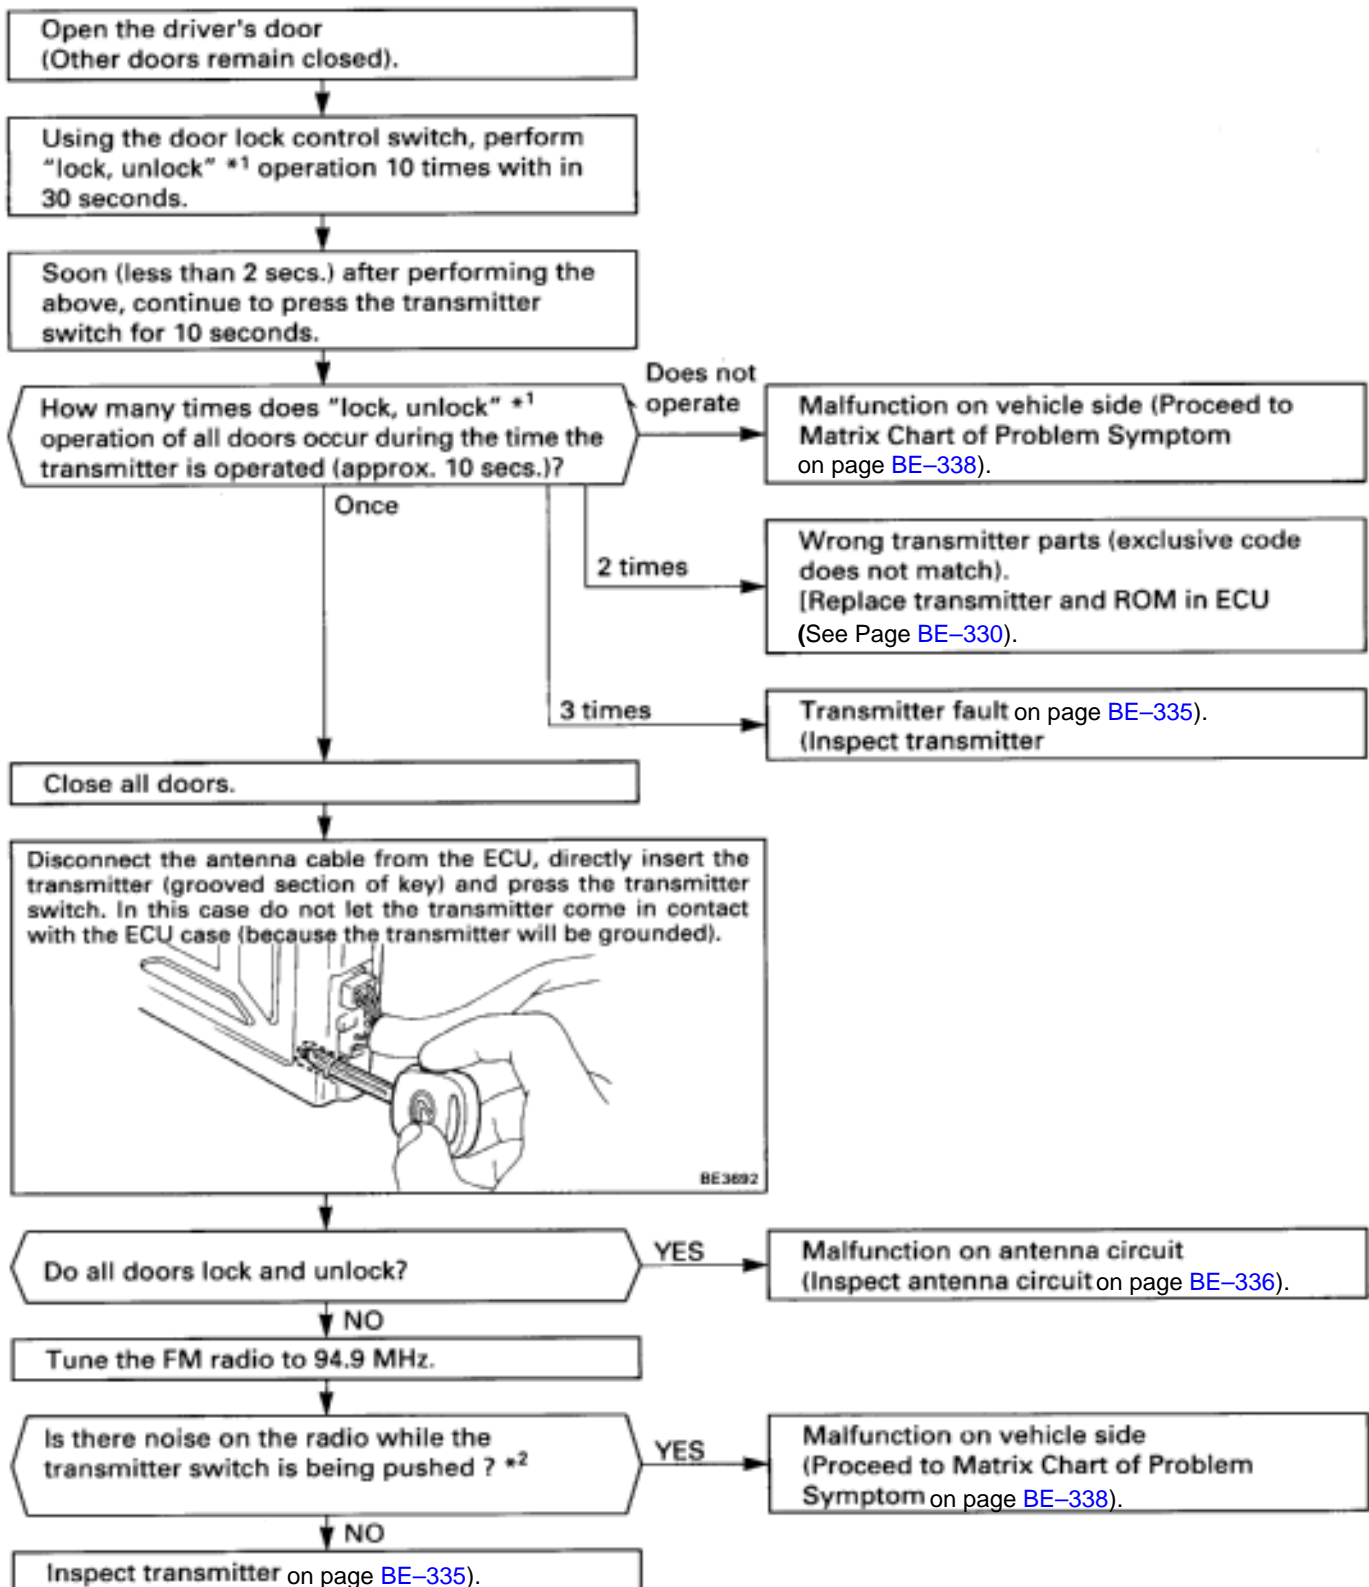 Open the driver's door
(Other doors remain closed).
Using the door lock control switch, perform
"lock, unlock" *1 operation 10 times with in
30 seconds.
Soon (less than 2 secs.) after performing the
above, continue to press the transmitter
switch for 10 seconds.
How many times does "lock, unlock" *1
operation of all doors occur during the time the
transmitter is operated (approx. 10 secs.)?
Does not
operate
Malfunction on vehicle side (Proceed to
Matrix Chart of Problem Symptom
on page BE–338).
Once
2 times
Wrong transmitter parts (exclusive code
does not match).
[Replace transmitter and ROM in ECU
(See Page BE–330).
3 times
Transmitter fault on page BE–335).
(Inspect transmitter
Close all doors.
Disconnect the antenna cable from the ECU, directly insert the
transmitter (grooved section of key) and press the transmitter
switch. In this case do not let the transmitter come in contact
with the ECU case (because the transmitter will be grounded).
BE3692
Do all doors lock and unlock?
YES
Malfunction on antenna circuit
(Inspect antenna circuit on page BE–336).
NO
Tune the FM radio to 94.9 MHz.
Is there noise on the radio while the
transmitter switch is being pushed ? *2
YES
Malfunction on vehicle side
(Proceed to Matrix Chart of Problem
Symptom on page BE–338).
NO
Inspect transmitter on page BE–335).